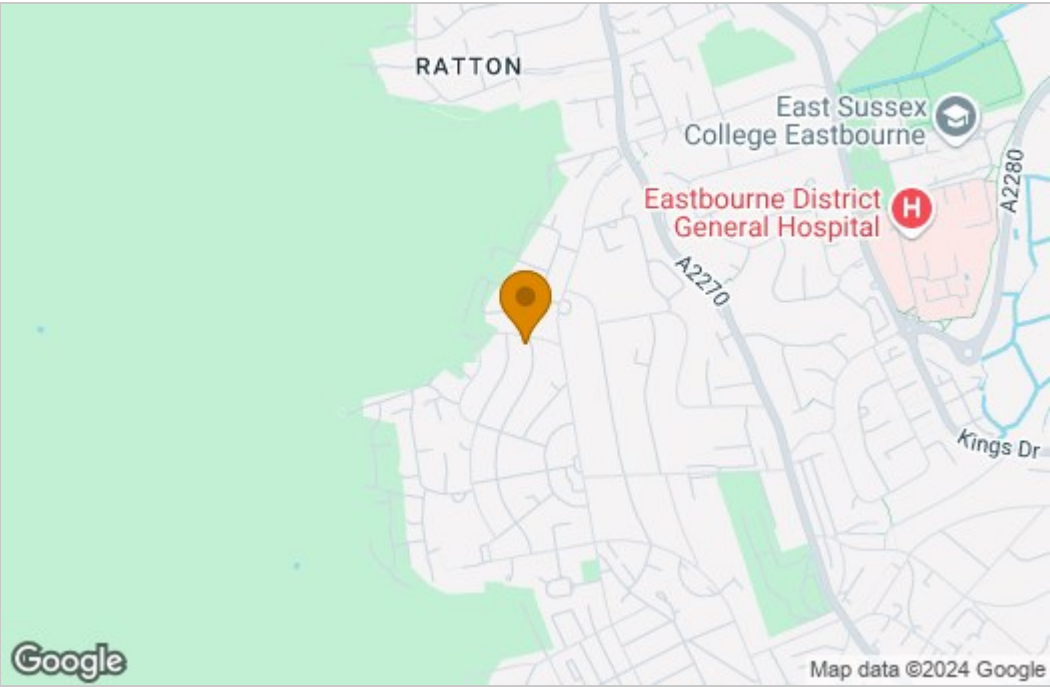 RATTON
East Sussex
College Eastbourne
A2280
Eastbourne District
General Hospital
H
A2270
Kings Dr
Google
Map data ©2024 Google